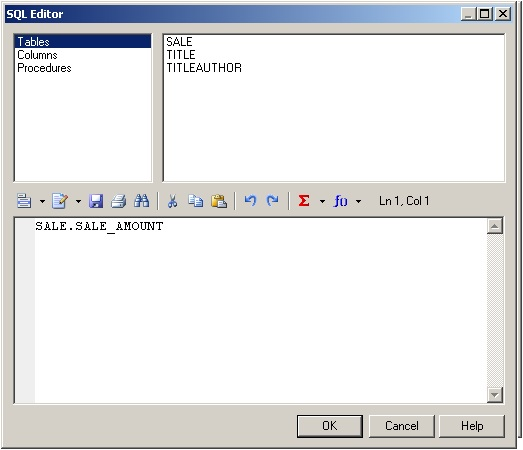 SQL Editor
Tables
Columns
Procedures
SALE
TITLE
TITLEAUTHOR
Σ f() Ln 1, Col 1
SALE.SALE_AMOUNT
OK Cancel Help